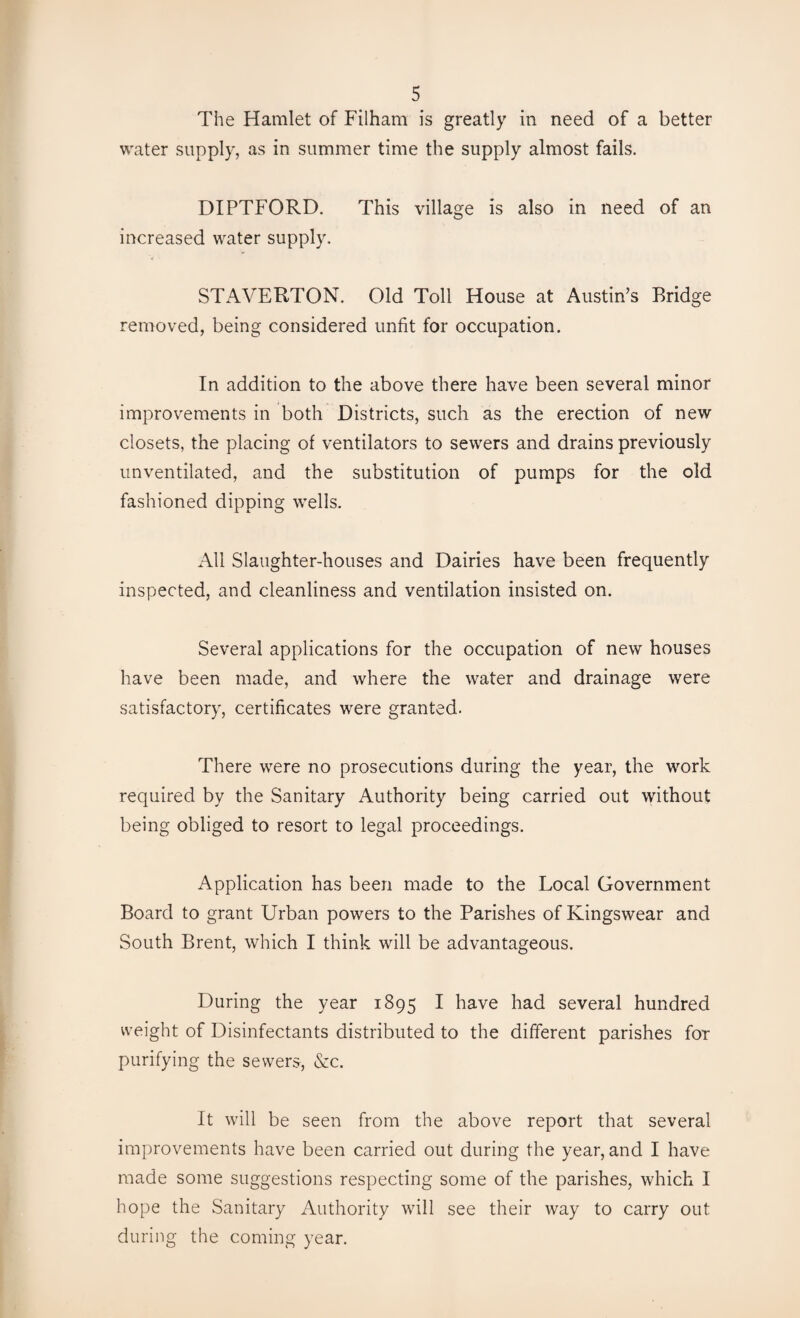 5
The Hamlet of Filham is greatly in need of a better
water supply, as in summer time the supply almost fails.
DIPTFORD. This village is also in need of an
increased water supply.
STAVERTON. Old Toll House at Austin's Bridge
removed, being considered unfit for occupation.
In addition to the above there have been several minor
improvements in both Districts, such as the erection of new
closets, the placing of ventilators to sewers and drains previously
unventilated, and the substitution of pumps for the old
fashioned dipping wells.
All Slaughter-houses and Dairies have been frequently
inspected, and cleanliness and ventilation insisted on.
Several applications for the occupation of new houses
have been made, and where the water and drainage were
satisfactory, certificates were granted.
There were no prosecutions during the year, the work
required by the Sanitary Authority being carried out without
being obliged to resort to legal proceedings.
Application has been made to the Local Government
Board to grant Urban powers to the Parishes of Kingswear and
South Brent, which I think will be advantageous.
During the year 1895 I have had several hundred
weight of Disinfectants distributed to the different parishes for
purifying the sewers, &c.
It will be seen from the above report that several
improvements have been carried out during the year, and I have
made some suggestions respecting some of the parishes, which I
hope the Sanitary Authority will see their way to carry out
during the coming year.